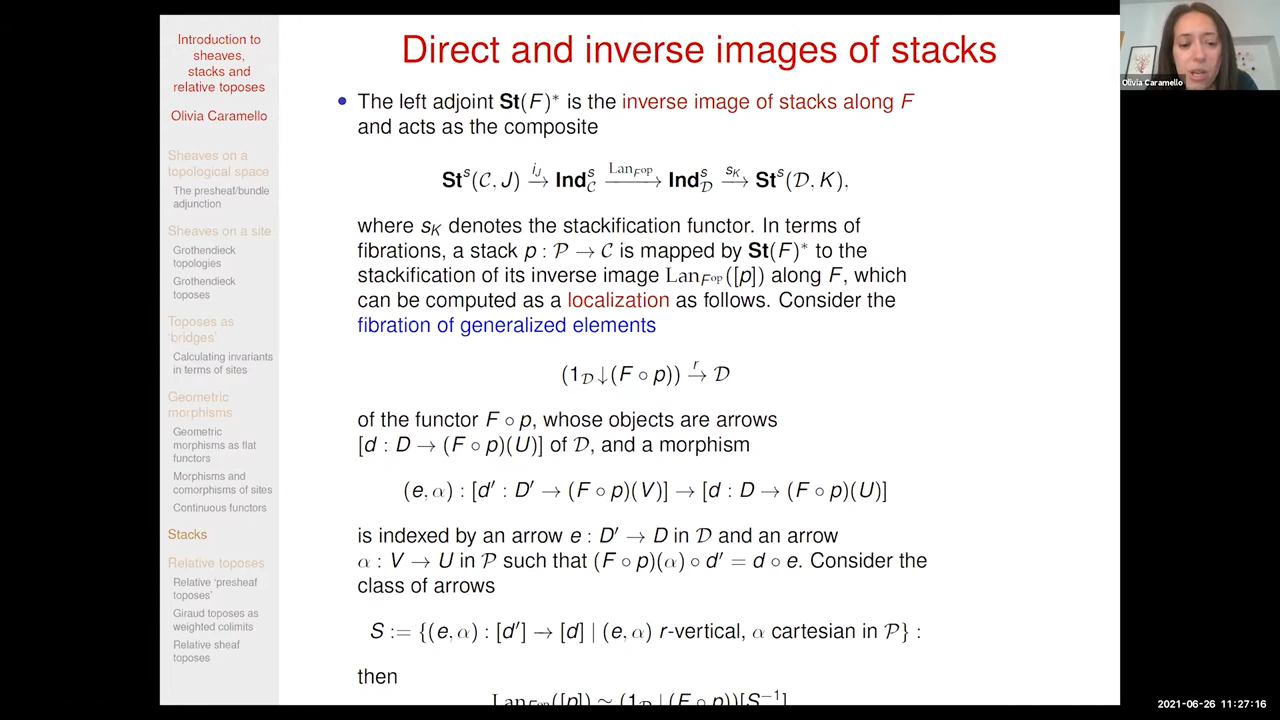 Introduction to
sheaves,
stacks and
relative toposes
Olivia Caramello
Sheaves on a
topological space
The presheaf/bundle
adjunction
Sheaves on a site
Grothendieck
topologies
Grothendieck
toposes
Toposes as
'bridges'
Calculating invariants
in terms of sites
Geometric
morphisms
Geometric
morphisms as flat
functors
Morphisms and
comorphisms of sites
Continuous functors
Stacks
Relative toposes
Relative 'presheaf
toposes'
Giraud toposes as
weighted colimits
Relative sheaf
toposes
Direct and inverse images of stacks
• The left adjoint St(F)* is the inverse image of stacks along F
and acts as the composite
Stˢ(𝒞, J) →^{i_J} Indˢ_𝒞 →^{Lan_{F^op}} Indˢ_𝒟 →^{s_K} Stˢ(𝒟, K),
where s_K denotes the stackification functor. In terms of
fibrations, a stack p : 𝒫 → 𝒞 is mapped by St(F)* to the
stackification of its inverse image Lan_{F^op}([p]) along F, which
can be computed as a localization as follows. Consider the
fibration of generalized elements
(1_𝒟 ↓ (F ∘ p)) →^{r} 𝒟
of the functor F ∘ p, whose objects are arrows
[d : D → (F ∘ p)(U)] of 𝒟, and a morphism
(e, α) : [d′ : D′ → (F ∘ p)(V)] → [d : D → (F ∘ p)(U)]
is indexed by an arrow e : D′ → D in 𝒟 and an arrow
α : V → U in 𝒫 such that (F ∘ p)(α) ∘ d′ = d ∘ e. Consider the
class of arrows
S := {(e, α) : [d′] → [d] | (e, α) r-vertical, α cartesian in 𝒫} :
then
Lan_{F^op}([p]) ≃ (1_𝒟 ↓ (F ∘ p))[S⁻¹]
Olivia Caramello
2021-06-26 11:27:16